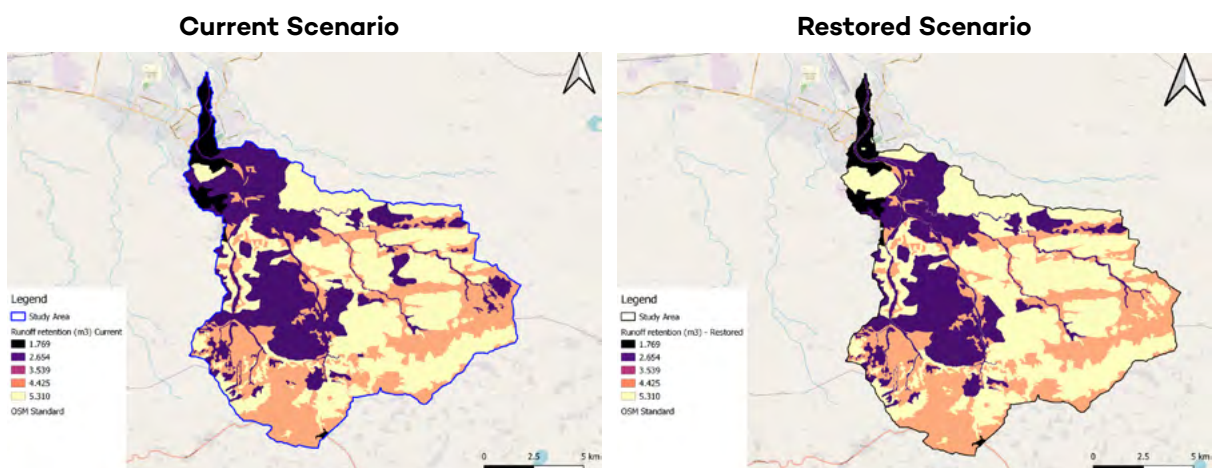 Current Scenario
Legend
Study Area
Runoff retention (m3) Current
1.769
2.654
3.539
4.425
5.310
OSM Standard
0 2.5 5 km
Restored Scenario
Legend
Study Area
Runoff retention (m3) - Restored
1.769
2.654
3.539
4.425
5.310
OSM Standard
0 2.5 5 km